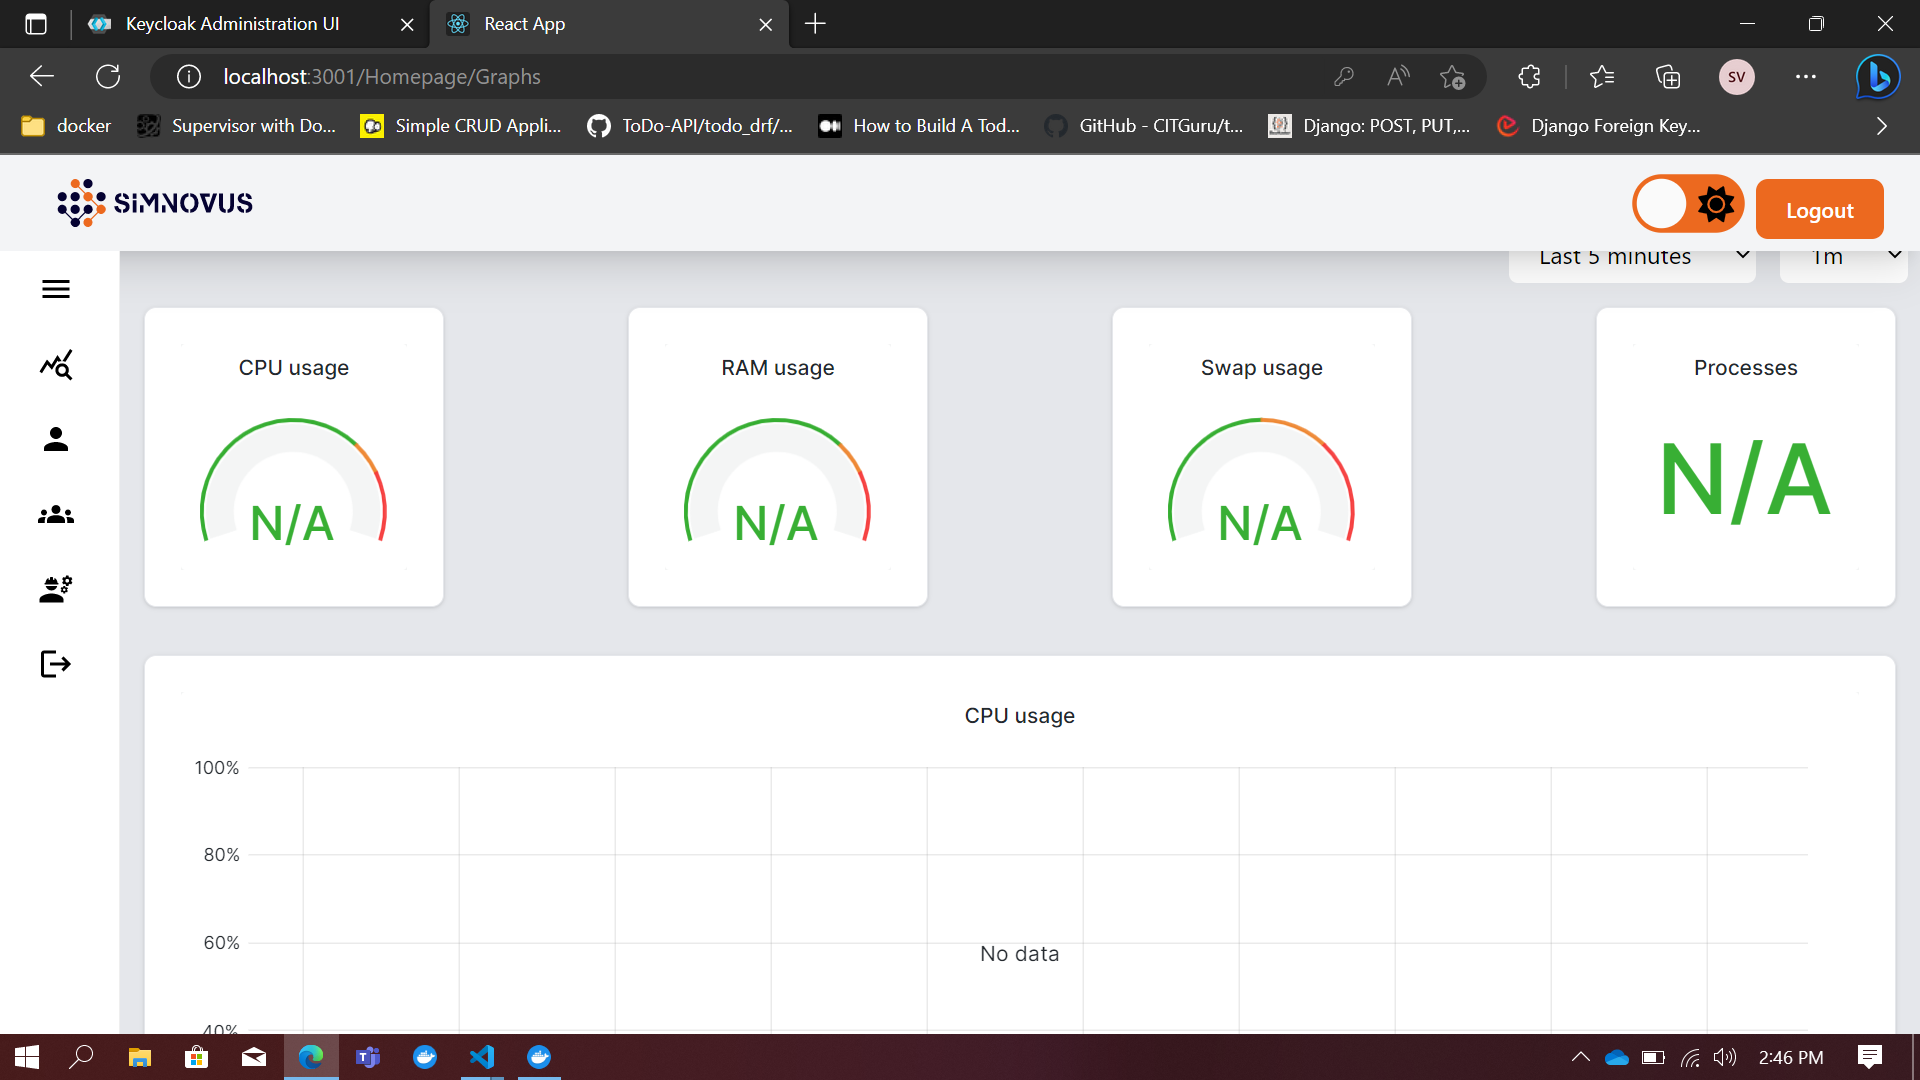 Keycloak Administration UI
React App
localhost:3001/Homepage/Graphs
A
SV
docker
Supervisor with Do...
Simple CRUD Appli...
ToDo-API/todo_drf/...
How to Build A Tod...
GitHub - CITGuru/t...
Django: POST, PUT,...
Django Foreign Key...
SiMNOVUS
Logout
Last 5 minutes
1m
CPU usage
RAM usage
Swap usage
Processes
N/A
N/A
N/A
N/A
CPU usage
100%
80%
60%
No data
40%
2:46 PM